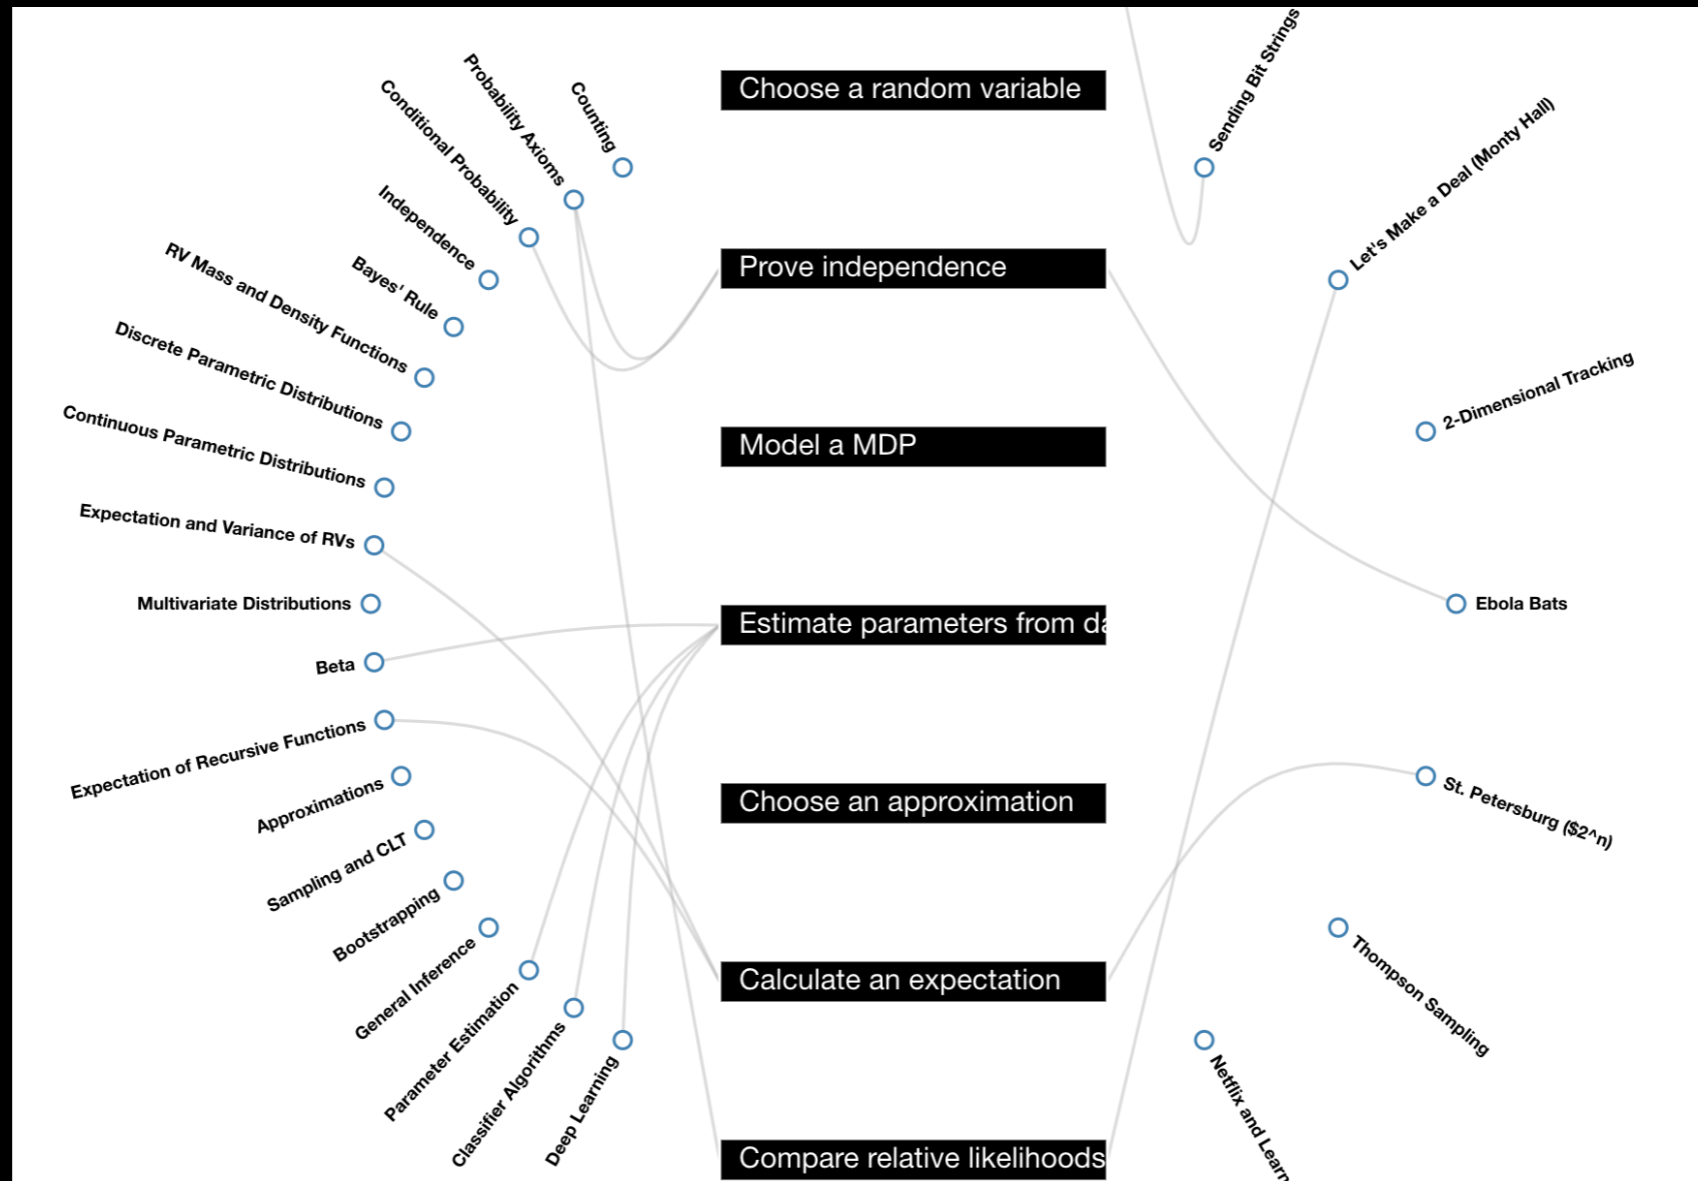 Counting
Probability Axioms
Conditional Probability
Independence
Bayes' Rule
RV Mass and Density Functions
Discrete Parametric Distributions
Continuous Parametric Distributions
Expectation and Variance of RVs
Multivariate Distributions
Beta
Expectation of Recursive Functions
Approximations
Sampling and CLT
Bootstrapping
General Inference
Parameter Estimation
Classifier Algorithms
Deep Learning
Choose a random variable
Prove independence
Model a MDP
Estimate parameters from da
Choose an approximation
Calculate an expectation
Compare relative likelihoods
Sending Bit Strings
Let's Make a Deal (Monty Hall)
2-Dimensional Tracking
Ebola Bats
St. Petersburg ($2^n)
Thompson Sampling
Netflix and Learn